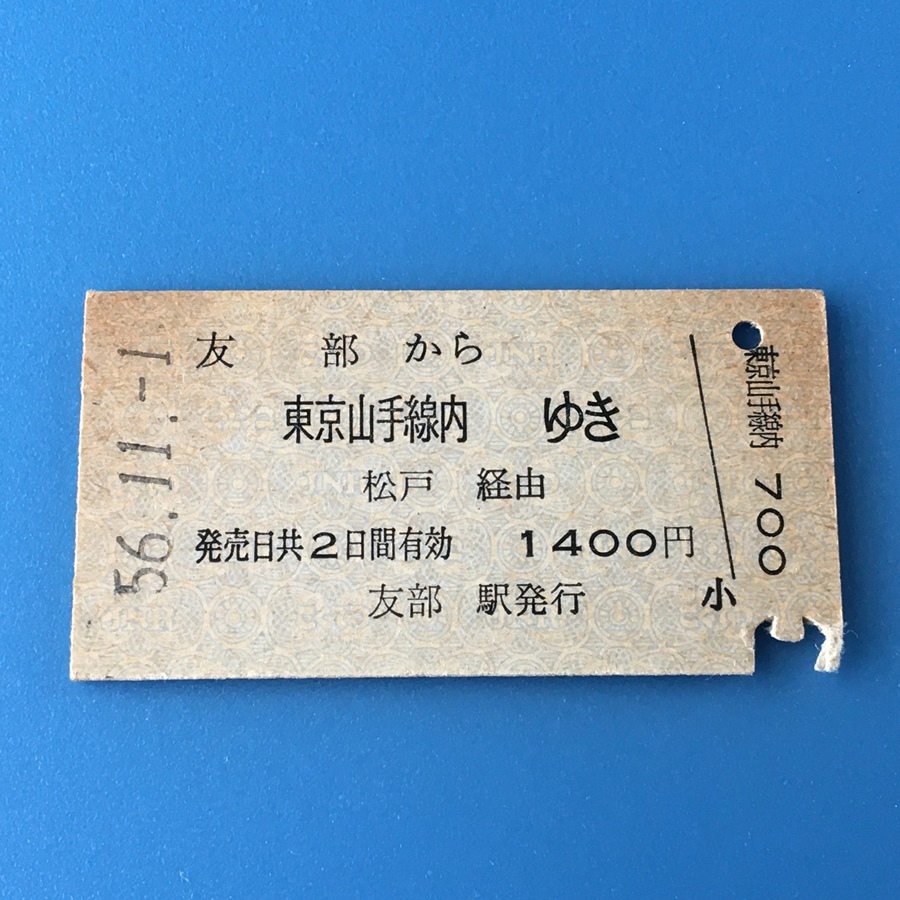 56.11.-1
友部から
東京山手線内 ゆき
松戸 経由
発売日共2日間有効 1400円
友部 駅発行
小
東京山手線内 700